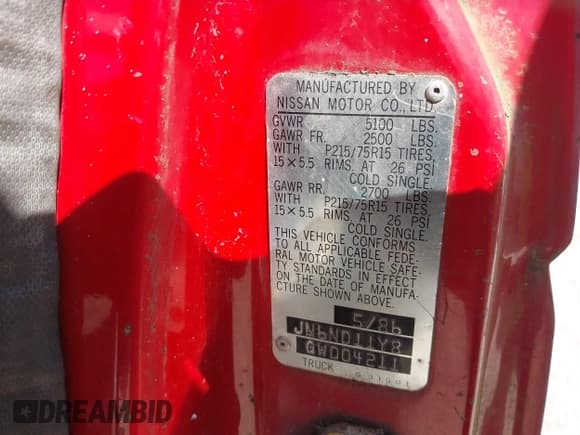 MANUFACTURED BY
NISSAN MOTOR CO., LTD.
GVWR 5100 LBS.
GAWR FR. 2500 LBS.
WITH P215/75R15 TIRES,
15×5.5 RIMS, AT 26 PSI
COLD SINGLE.
GAWR RR. 2700 LBS.
WITH P215/75R15 TIRES,
15×5.5 RIMS, AT 26 PSI
COLD SINGLE.
THIS VEHICLE CONFORMS
TO ALL APPLICABLE FEDE-
RAL MOTOR VEHICLE SAFE-
TY STANDARDS IN EFFECT
ON THE DATE OF MANUFA-
CTURE SHOWN ABOVE.
5/86
JN6ND11Y8
GW004211
TRUCK
DREAMBID